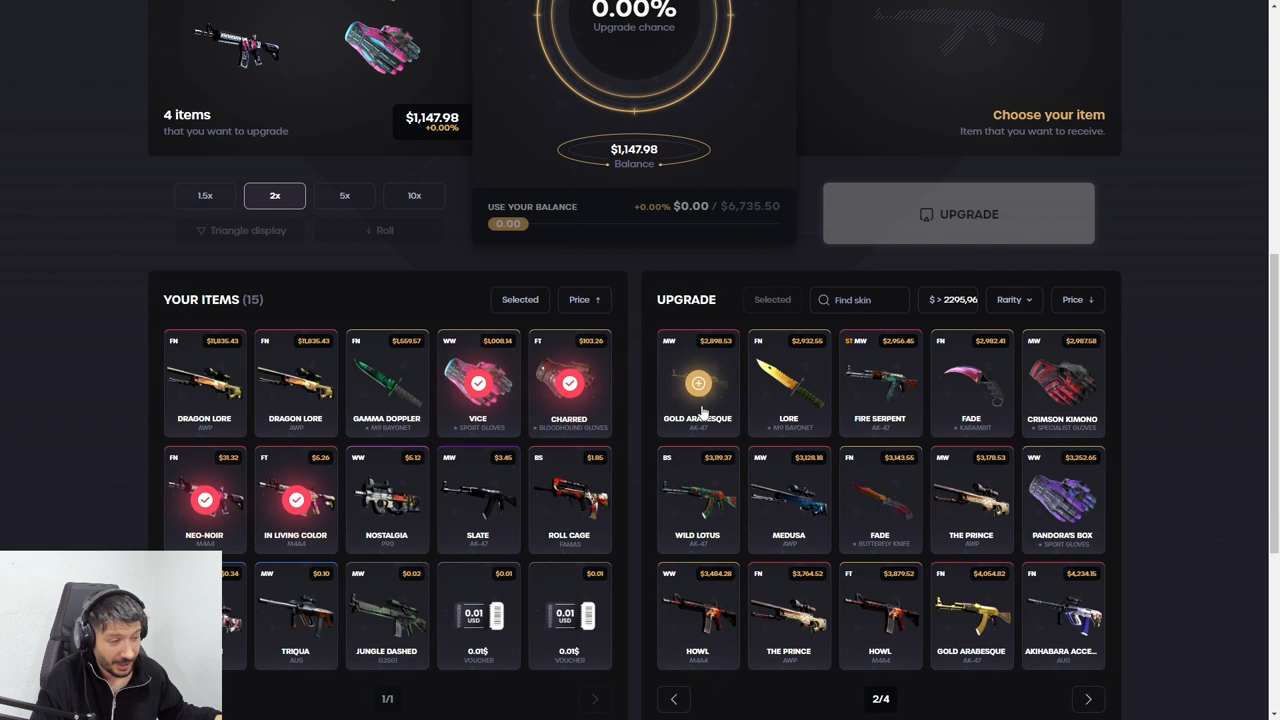 0.00%
Upgrade chance
4 items
that you want to upgrade
$1,147.98
+0.00%
Choose your item
Item that you want to receive.
$1,147.98
Balance
1.5x 2x 5x 10x
Triangle display Roll
USE YOUR BALANCE +0.00% $0.00 / $6,735.50
0.00
UPGRADE
YOUR ITEMS (15) Selected Price
FN $11,835.43 FN $11,835.43 FN $1,559.57 WW $1,008.14 FT $103.26
DRAGON LORE DRAGON LORE GAMMA DOPPLER VICE CHARRED
AWP AWP ★ M9 BAYONET ★ SPORT GLOVES ★ BLOODHOUND GLOVES
FN $31.32 FT $5.26 WW $5.12 MW $3.45 BS $1.85
NEO-NOIR IN LIVING COLOR NOSTALGIA SLATE ROLL CAGE
M4A4 M4A4 P90 AK-47 FAMAS
$0.34 MW $0.10 MW $0.02 $0.01 $0.01
0.01 USD 0.01 USD
TRIQUA JUNGLE DASHED 0.01$ 0.01$
AUG G3SG1 VOUCHER VOUCHER
1/1
UPGRADE Selected Find skin $ > 2295,96 Rarity Price
MW $2,898.53 FN $2,932.55 ST MW $2,956.45 FN $2,982.41 MW $2,987.58
GOLD ARABESQUE LORE FIRE SERPENT FADE CRIMSON KIMONO
AK-47 ★ M9 BAYONET AK-47 ★ KARAMBIT ★ SPECIALIST GLOVES
BS $3,119.37 MW $3,128.18 FN $3,143.55 MW $3,178.53 WW $3,252.65
WILD LOTUS MEDUSA FADE THE PRINCE PANDORA'S BOX
AK-47 AWP ★ BUTTERFLY KNIFE AWP ★ SPORT GLOVES
WW $3,484.28 FN $3,764.52 FT $3,879.52 FN $4,054.82 FN $4,234.15
HOWL THE PRINCE HOWL GOLD ARABESQUE AKIHABARA ACCE...
M4A4 AWP M4A4 AK-47 AUG
2/4